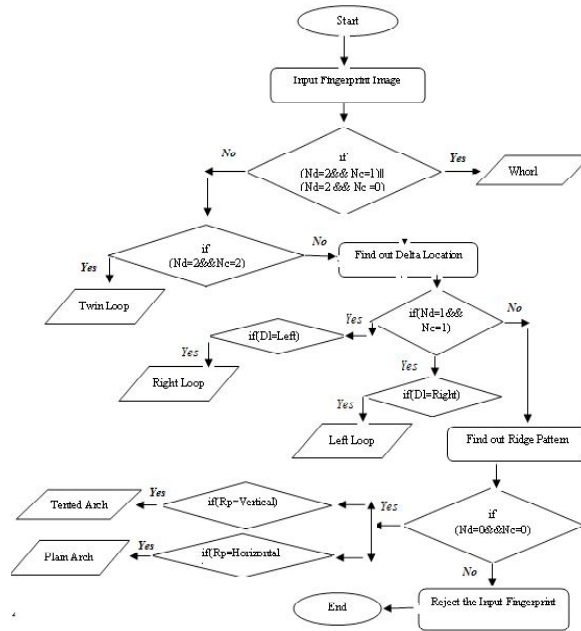 Start
Input Fingerprint Image
if
(Nd=2&& Nc=1)||
(Nd=2 && Nc =0)
No
Yes
Whorl
if
(Nd=2&&Nc=2)
Yes
No
Twin Loop
Find out Delta Location
if(Nd=1&&
Nc=1)
Yes
No
if(Dl=Left)
Yes
Right Loop
Yes
if(Dl=Right)
Yes
Left Loop
Find out Ridge Pattern
if
(Nd=0&&Nc=0)
Yes
if(Rp=Vertical)
Yes
Tented Arch
if(Rp=Horizontal
Yes
Plain Arch
No
Reject the Input Fingerprint
End